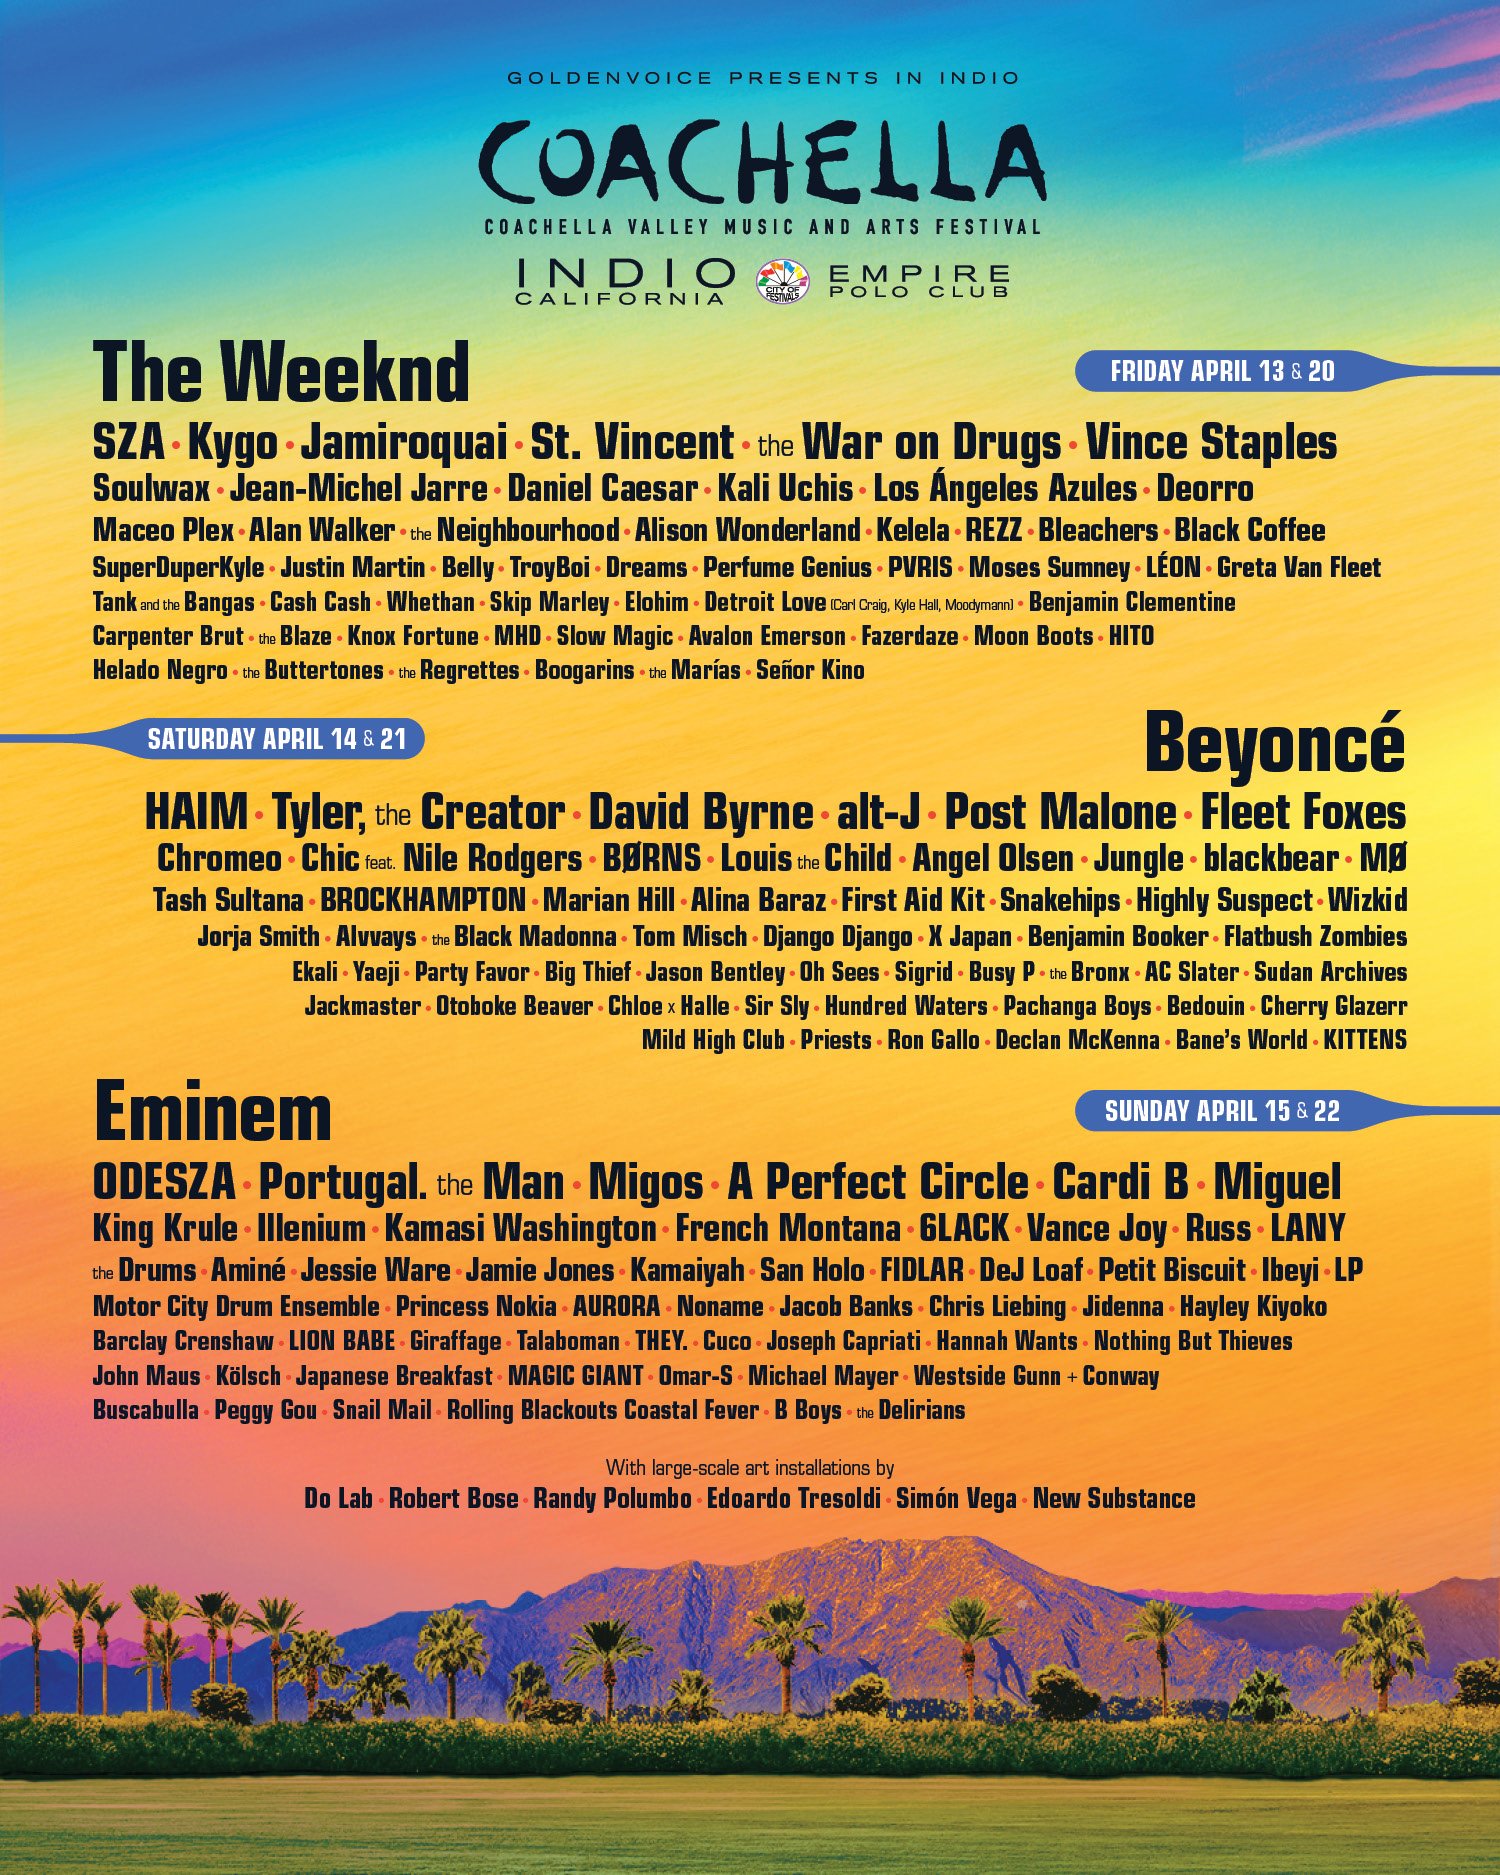 GOLDENVOICE PRESENTS IN INDIO
COACHELLA
COACHELLA VALLEY MUSIC AND ARTS FESTIVAL
INDIO
CALIFORNIA
CITY OF
FESTIVALS
EMPIRE
POLO CLUB
The Weeknd
FRIDAY APRIL 13 & 20
SZA • Kygo • Jamiroquai • St. Vincent • the War on Drugs • Vince Staples
Soulwax • Jean-Michel Jarre • Daniel Caesar • Kali Uchis • Los Ángeles Azules • Deorro
Maceo Plex • Alan Walker • the Neighbourhood • Alison Wonderland • Kelela • REZZ • Bleachers • Black Coffee
SuperDuperKyle • Justin Martin • Belly • TroyBoi • Dreams • Perfume Genius • PVRIS • Moses Sumney • LÉON • Greta Van Fleet
Tank and the Bangas • Cash Cash • Whethan • Skip Marley • Elohim • Detroit Love (Carl Craig, Kyle Hall, Moodymann) • Benjamin Clementine
Carpenter Brut • the Blaze • Knox Fortune • MHD • Slow Magic • Avalon Emerson • Fazerdaze • Moon Boots • HITO
Helado Negro • the Buttertones • the Regrettes • Boogarins • the Marías • Señor Kino
SATURDAY APRIL 14 & 21
Beyoncé
HAIM • Tyler, the Creator • David Byrne • alt-J • Post Malone • Fleet Foxes
Chromeo • Chic feat. Nile Rodgers • BØRNS • Louis the Child • Angel Olsen • Jungle • blackbear • MØ
Tash Sultana • BROCKHAMPTON • Marian Hill • Alina Baraz • First Aid Kit • Snakehips • Highly Suspect • Wizkid
Jorja Smith • Alvvays • the Black Madonna • Tom Misch • Django Django • X Japan • Benjamin Booker • Flatbush Zombies
Ekali • Yaeji • Party Favor • Big Thief • Jason Bentley • Oh Sees • Sigrid • Busy P • the Bronx • AC Slater • Sudan Archives
Jackmaster • Otoboke Beaver • Chloe x Halle • Sir Sly • Hundred Waters • Pachanga Boys • Bedouin • Cherry Glazerr
Mild High Club • Priests • Ron Gallo • Declan McKenna • Bane's World • KITTENS
Eminem
SUNDAY APRIL 15 & 22
ODESZA • Portugal. the Man • Migos • A Perfect Circle • Cardi B • Miguel
King Krule • Illenium • Kamasi Washington • French Montana • 6LACK • Vance Joy • Russ • LANY
the Drums • Aminé • Jessie Ware • Jamie Jones • Kamaiyah • San Holo • FIDLAR • DeJ Loaf • Petit Biscuit • Ibeyi • LP
Motor City Drum Ensemble • Princess Nokia • AURORA • Noname • Jacob Banks • Chris Liebing • Jidenna • Hayley Kiyoko
Barclay Crenshaw • LION BABE • Giraffage • Talaboman • THEY. • Cuco • Joseph Capriati • Hannah Wants • Nothing But Thieves
John Maus • Kölsch • Japanese Breakfast • MAGIC GIANT • Omar-S • Michael Mayer • Westside Gunn + Conway
Buscabulla • Peggy Gou • Snail Mail • Rolling Blackouts Coastal Fever • B Boys • the Delirians
With large-scale art installations by
Do Lab • Robert Bose • Randy Polumbo • Edoardo Tresoldi • Simón Vega • New Substance